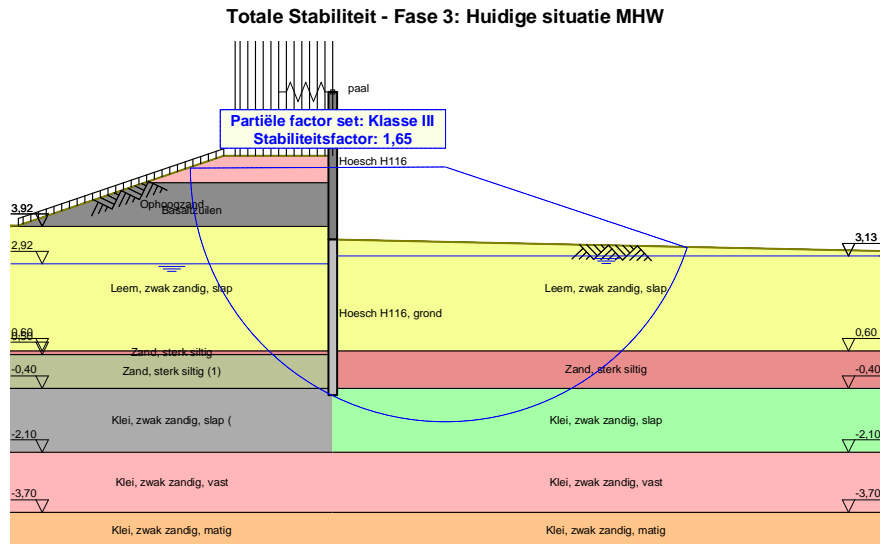 Totale Stabiliteit - Fase 3: Huidige situatie MHW
paal
Partiële factor set: Klasse III
Stabiliteitsfactor: 1,65
Hoesch H116
Ophoogzand
Basaltzuilen
3,92
3,13
2,92
Leem, zwak zandig, slap
Leem, zwak zandig, slap
Hoesch H116, grond
0,60
0,60
Zand, sterk siltig
Zand, sterk siltig (1)
Zand, sterk siltig
-0,40
-0,40
Klei, zwak zandig, slap (
Klei, zwak zandig, slap
-2,10
-2,10
Klei, zwak zandig, vast
Klei, zwak zandig, vast
-3,70
-3,70
Klei, zwak zandig, matig
Klei, zwak zandig, matig